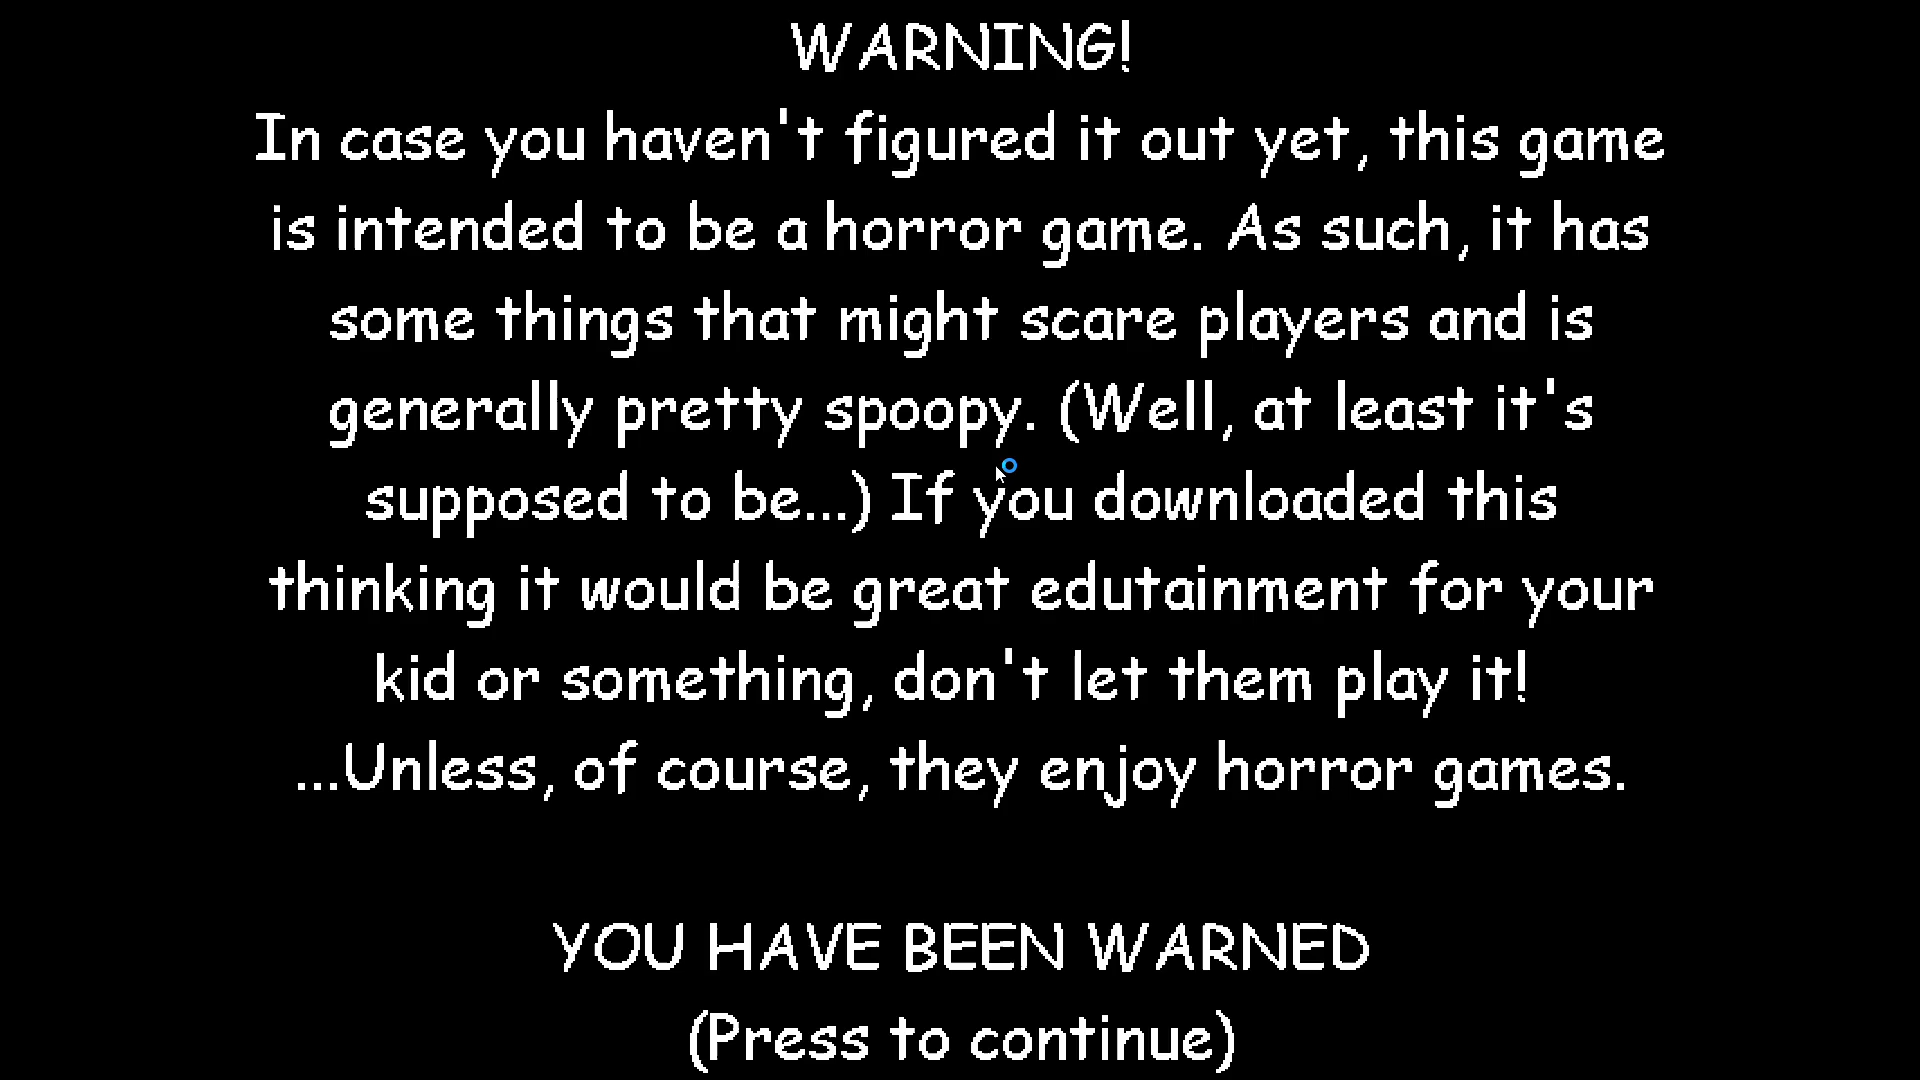 WARNING!
In case you haven't figured it out yet, this game
is intended to be a horror game. As such, it has
some things that might scare players and is
generally pretty spoopy. (Well, at least it's
supposed to be...) If you downloaded this
thinking it would be great edutainment for your
kid or something, don't let them play it!
...Unless, of course, they enjoy horror games.
YOU HAVE BEEN WARNED
(Press to continue)